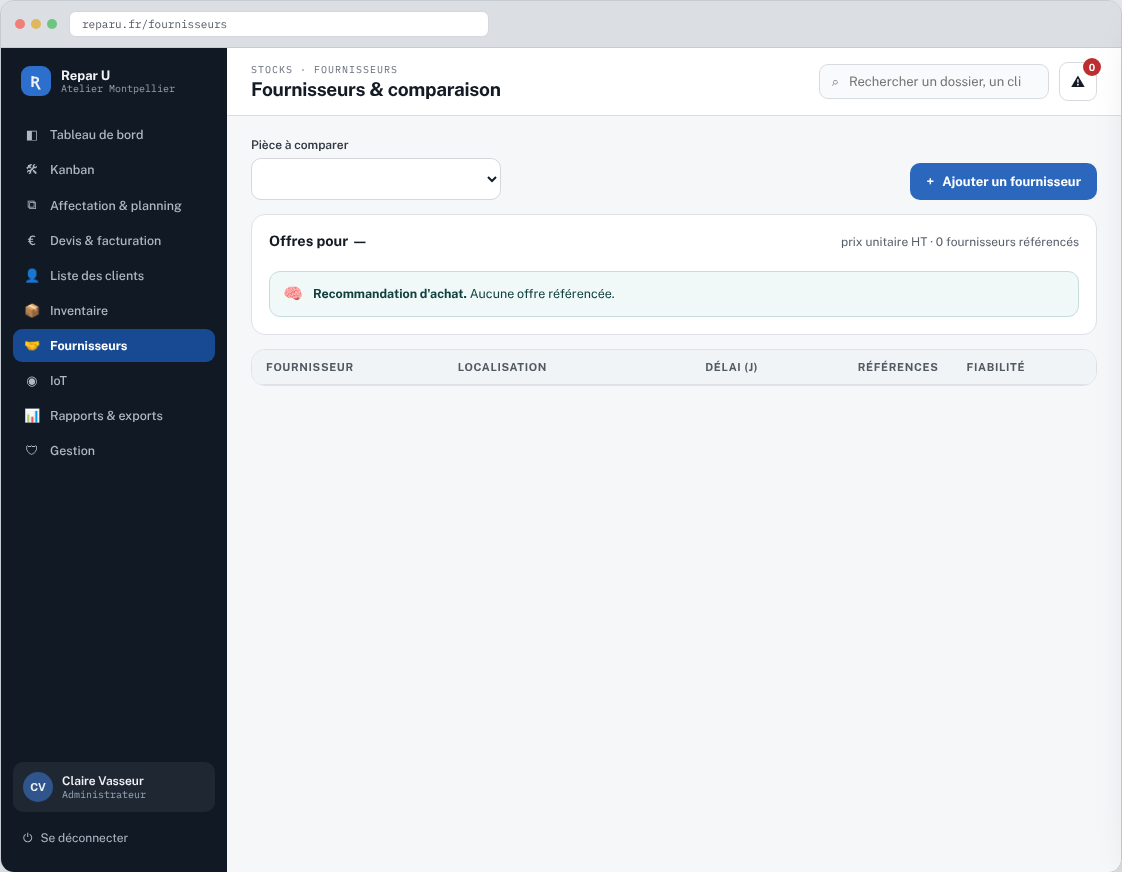 reparu.fr/fournisseurs
Repar U
Atelier Montpellier
Tableau de bord
Kanban
Affectation & planning
€ Devis & facturation
Liste des clients
Inventaire
Fournisseurs
IoT
Rapports & exports
Gestion
CV
Claire Vasseur
Administrateur
Se déconnecter
STOCKS · FOURNISSEURS
Fournisseurs & comparaison
Rechercher un dossier, un cli
0
Pièce à comparer
+ Ajouter un fournisseur
Offres pour —
prix unitaire HT · 0 fournisseurs référencés
Recommandation d'achat. Aucune offre référencée.
FOURNISSEUR LOCALISATION DÉLAI (J) RÉFÉRENCES FIABILITÉ